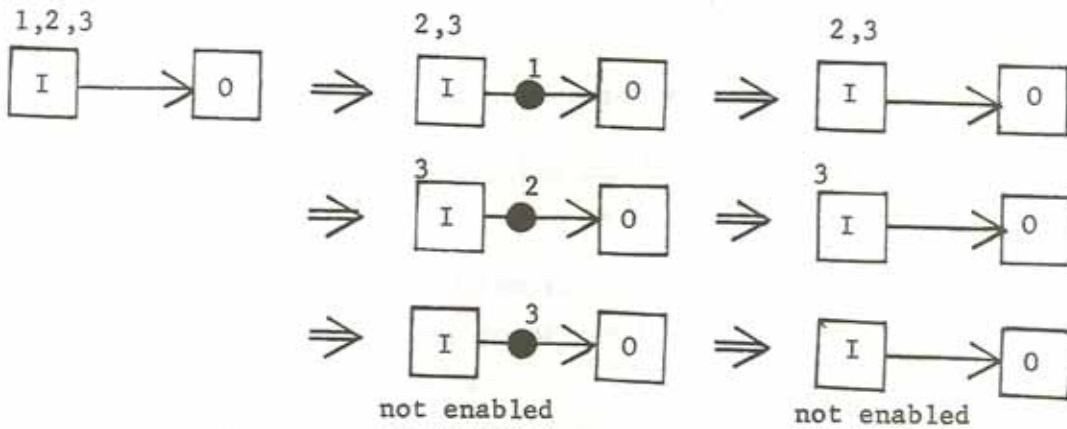 1,2,3 2,3 2,3
I O I 1 O I O
3 2 3
I O I O
3
I O I O
not enabled not enabled